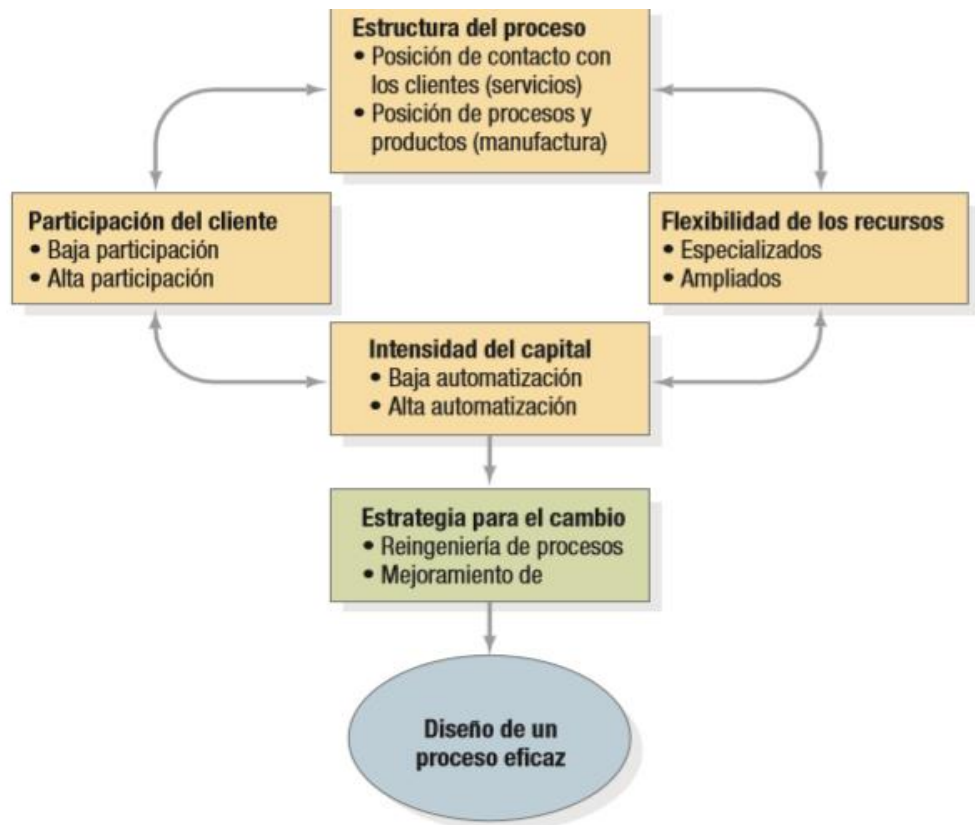 Estructura del proceso
• Posición de contacto con
los clientes (servicios)
• Posición de procesos y
productos (manufactura)
Participación del cliente
• Baja participación
• Alta participación
Flexibilidad de los recursos
• Especializados
• Ampliados
Intensidad del capital
• Baja automatización
• Alta automatización
Estrategia para el cambio
• Reingeniería de procesos
• Mejoramiento de
Diseño de un
proceso eficaz